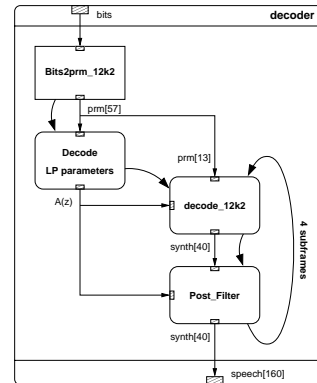 bits
decoder
Bits2prm_12k2
prm[57]
Decode
LP parameters
prm[13]
A(z)
decode_12k2
4 subframes
synth[40]
Post_Filter
synth[40]
speech[160]